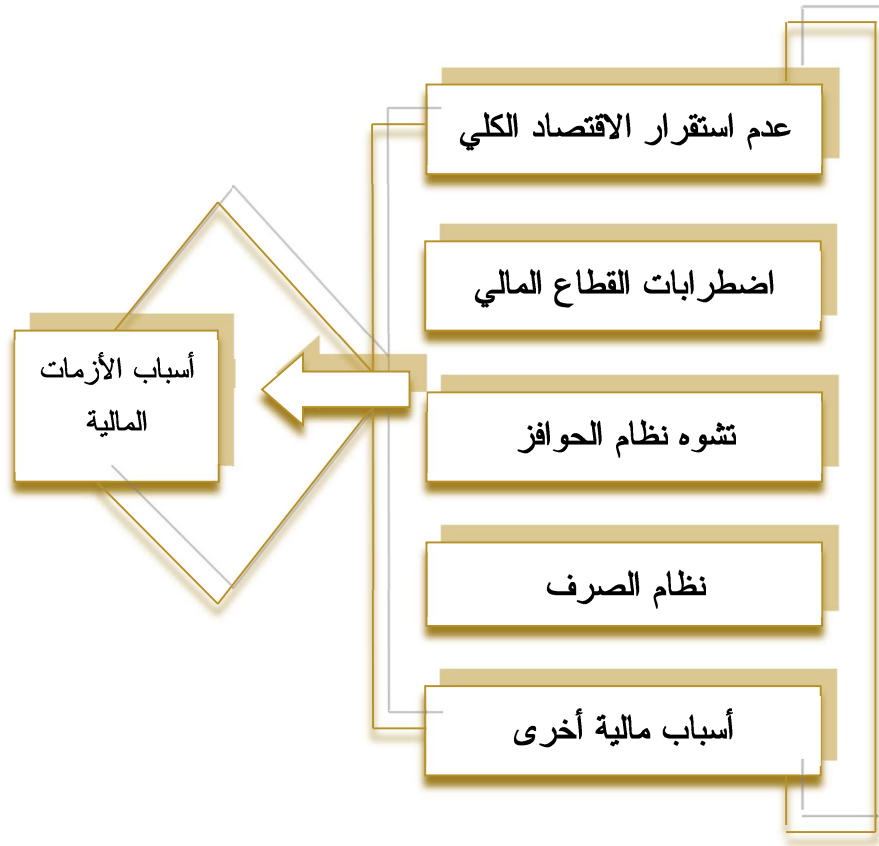 عدم استقرار الاقتصاد الكلي
اضطرابات القطاع المالي
تشوه نظام الحوافز
نظام الصرف
أسباب مالية أخرى
أسباب الأزمات
المالية